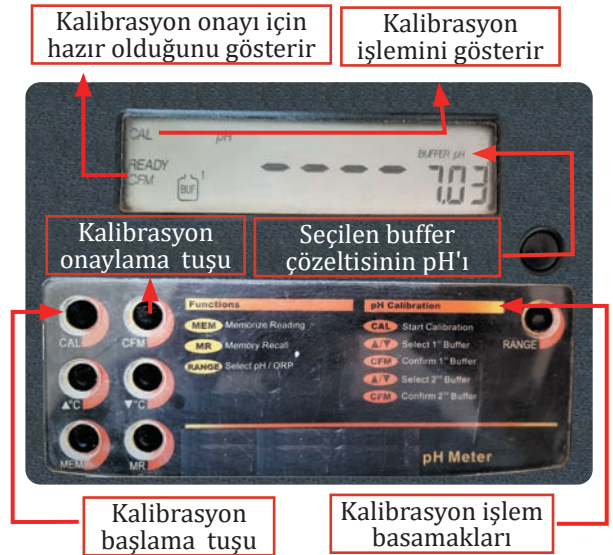 Kalibrasyon onayı için
hazır olduğunu gösterir
Kalibrasyon
işlemini gösterir
CAL
pH
READY
CFM
BUF
1
BUFFER pH
7.03
Kalibrasyon
onaylama tuşu
Seçilen buffer
çözeltisinin pH'ı
Functions
MEM Memorize Reading
MR Memory Recall
RANGE Select pH / ORP
pH Calibration
CAL Start Calibration
▲/▼ Select 1st Buffer
CFM Confirm 1st Buffer
▲/▼ Select 2nd Buffer
CFM Confirm 2nd Buffer
CAL
CFM
RANGE
▲°C
▼°C
MEM
MR
pH Meter
Kalibrasyon
başlama tuşu
Kalibrasyon işlem
basamakları